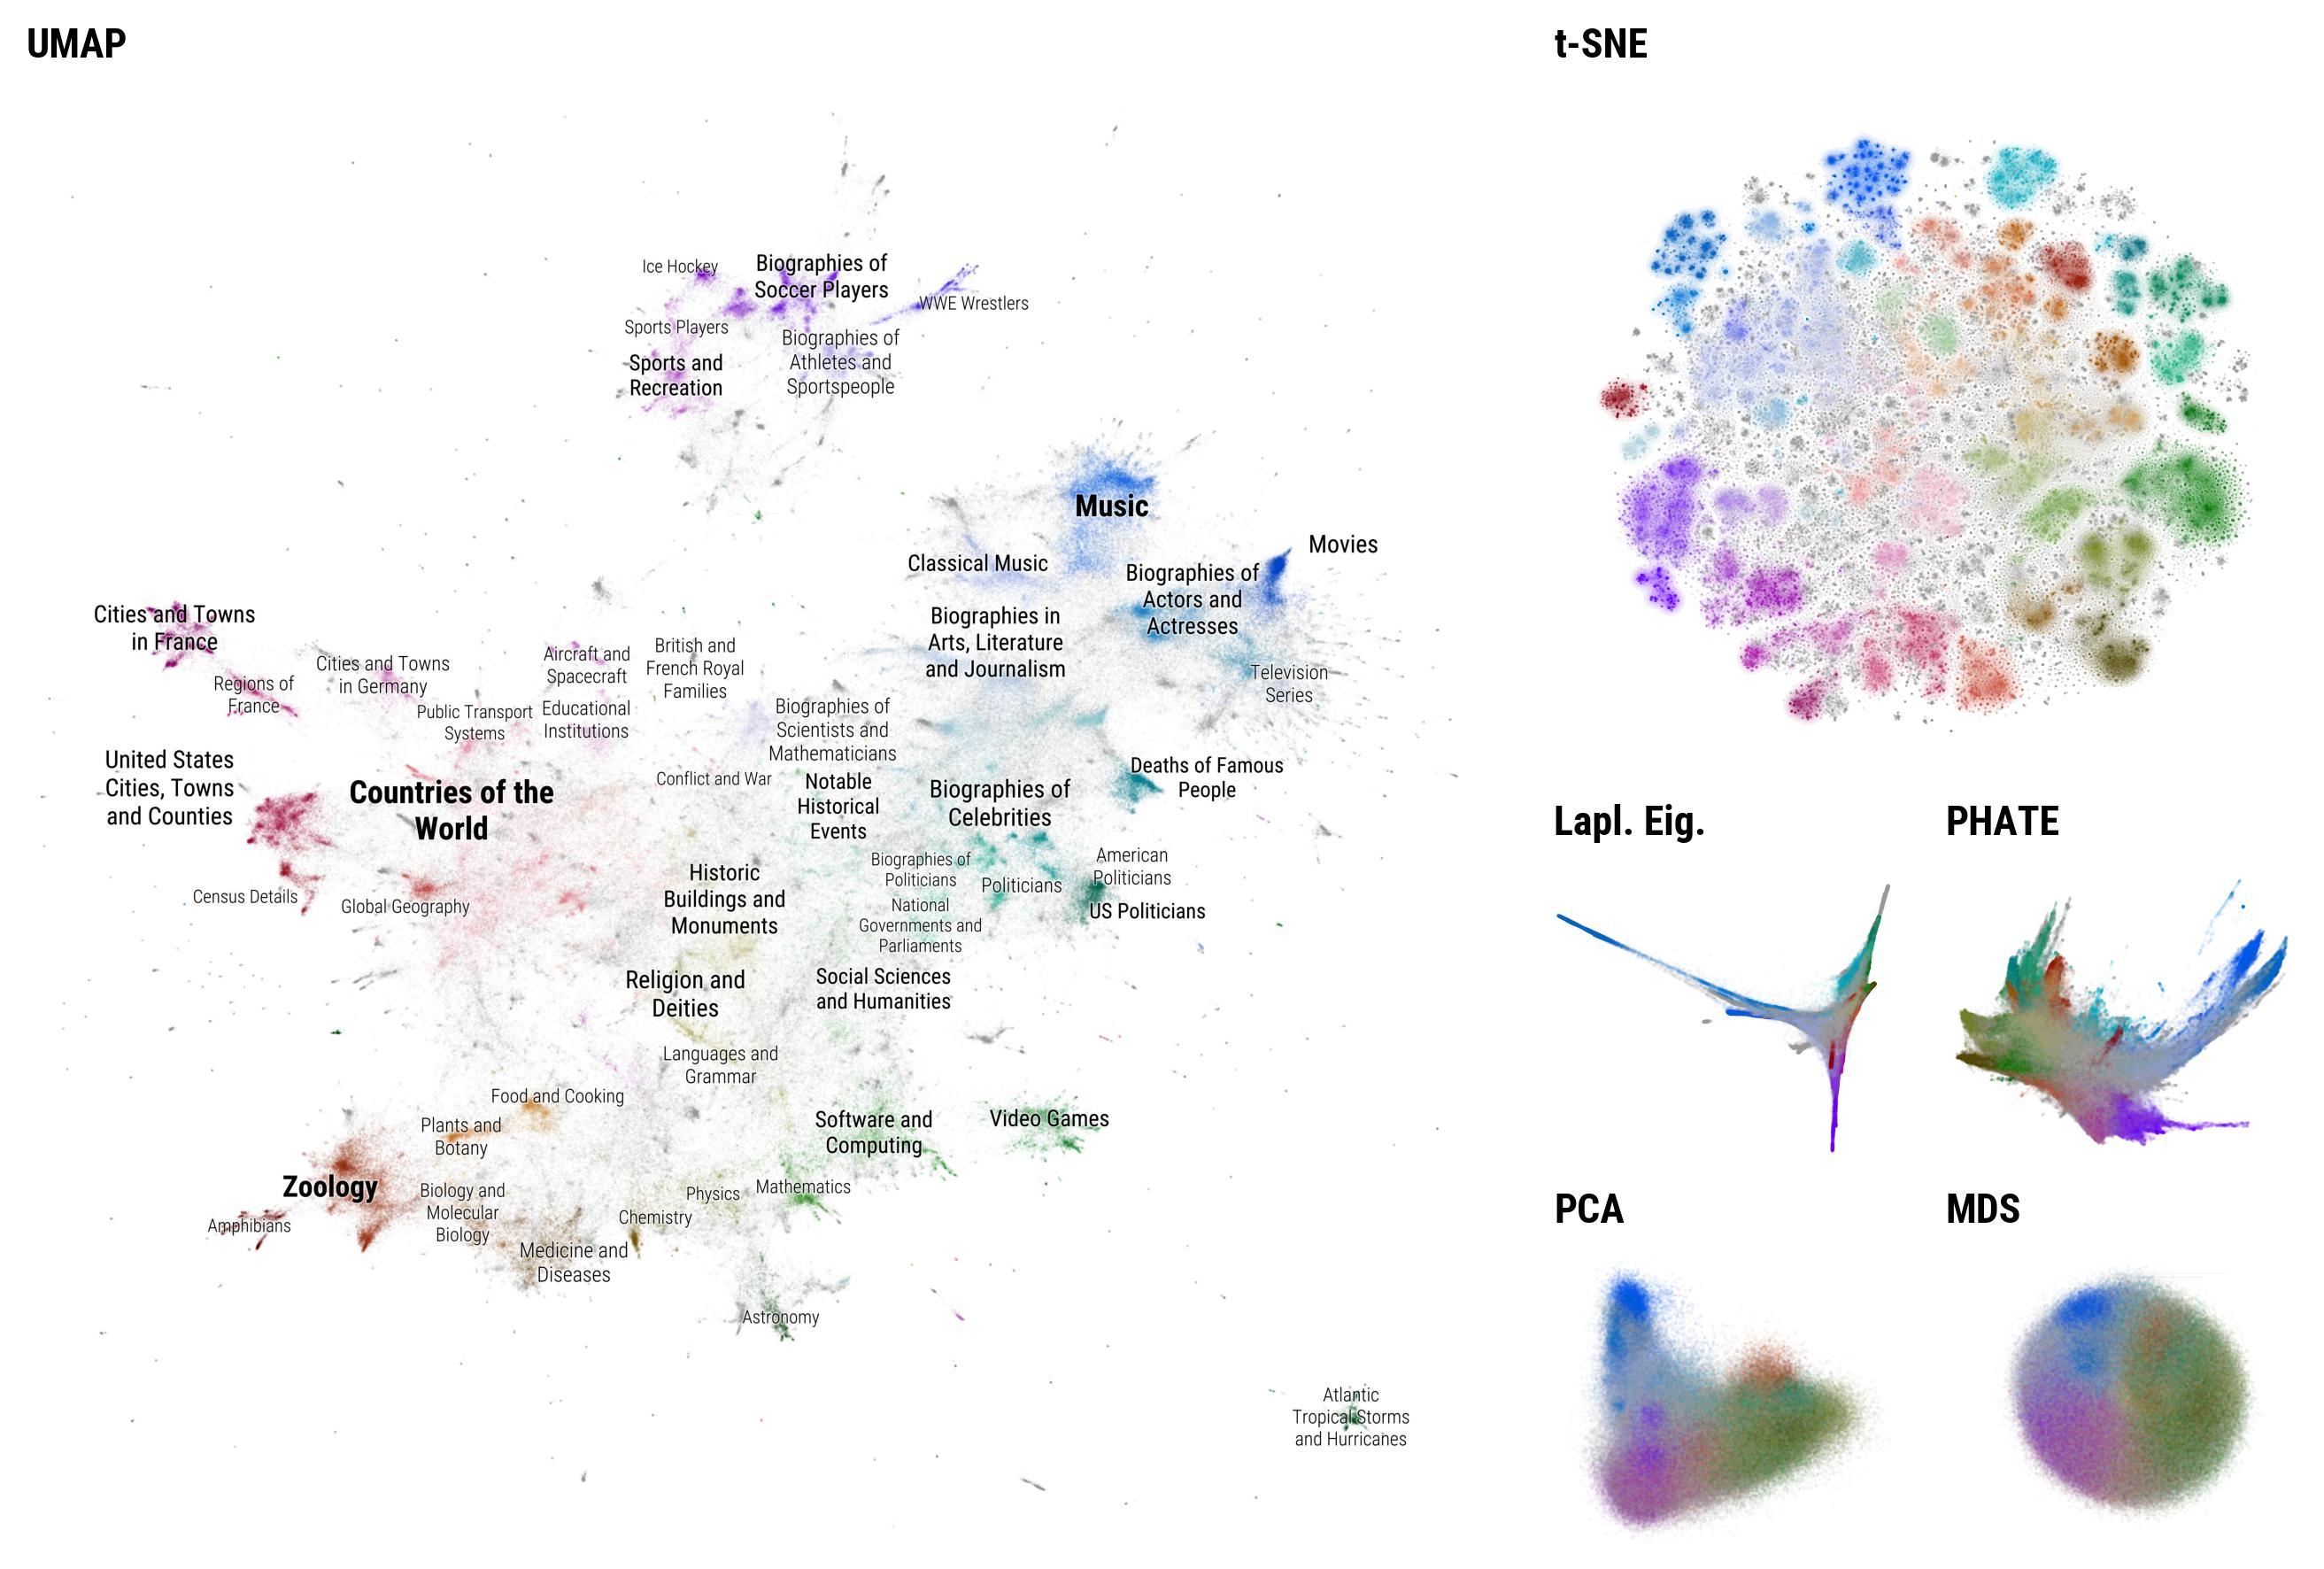 UMAP
t-SNE
Ice Hockey
Biographies of
Soccer Players
WWE Wrestlers
Sports Players
Biographies of
Athletes and
Sportspeople
Sports and
Recreation
Music
Classical Music
Movies
Biographies of
Actors and
Actresses
Biographies in
Arts, Literature
and Journalism
Television
Series
Cities and Towns
in France
Regions of
France
Cities and Towns
in Germany
Aircraft and
Spacecraft
British and
French Royal
Families
Public Transport
Systems
Educational
Institutions
Biographies of
Scientists and
Mathematicians
United States
Cities, Towns
and Counties
Countries of the
World
Conflict and War
Notable
Historical
Events
Biographies of
Celebrities
Deaths of Famous
People
Census Details
Global Geography
Historic
Buildings and
Monuments
Biographies of
Politicians
Politicians
American
Politicians
US Politicians
National
Governments and
Parliaments
Religion and
Deities
Social Sciences
and Humanities
Languages and
Grammar
Food and Cooking
Plants and
Botany
Software and
Computing
Video Games
Zoology
Amphibians
Biology and
Molecular
Biology
Physics
Mathematics
Chemistry
Medicine and
Diseases
Astronomy
Atlantic
Tropical Storms
and Hurricanes
Lapl. Eig.
PHATE
PCA
MDS